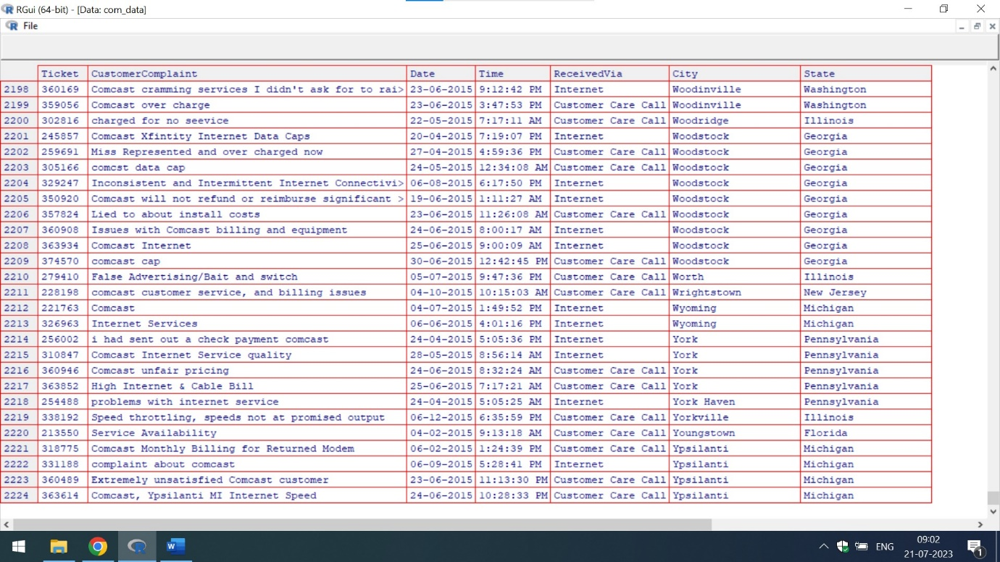 RGui (64-bit) - [Data: com_data]
File
Ticket CustomerComplaint Date Time ReceivedVia City State
2198 360169 Comcast cramming services I didn't ask for to rai> 23-06-2015 9:12:42 PM Internet Woodinville Washington
2199 359056 Comcast over charge 23-06-2015 3:47:53 PM Customer Care Call Woodinville Washington
2200 302816 charged for no seevice 22-05-2015 7:17:11 AM Customer Care Call Woodridge Illinois
2201 245857 Comcast Xfintity Internet Data Caps 20-04-2015 7:19:07 PM Internet Woodstock Georgia
2202 259691 Miss Represented and over charged now 27-04-2015 4:59:36 PM Customer Care Call Woodstock Georgia
2203 305166 comcst data cap 24-05-2015 12:34:08 AM Customer Care Call Woodstock Georgia
2204 329247 Inconsistent and Intermittent Internet Connectivi> 06-08-2015 6:17:50 PM Internet Woodstock Georgia
2205 350920 Comcast will not refund or reimburse significant > 19-06-2015 1:11:27 AM Internet Woodstock Georgia
2206 357824 Lied to about install costs 23-06-2015 11:26:08 AM Customer Care Call Woodstock Georgia
2207 360908 Issues with Comcast billing and equipment 24-06-2015 8:00:17 AM Internet Woodstock Georgia
2208 363934 Comcast Internet 25-06-2015 9:00:09 AM Internet Woodstock Georgia
2209 374570 comcast cap 30-06-2015 12:42:45 PM Customer Care Call Woodstock Georgia
2210 279410 False Advertising/Bait and switch 05-07-2015 9:47:36 PM Customer Care Call Worth Illinois
2211 228198 comcast customer service, and billing issues 04-10-2015 10:15:03 AM Customer Care Call Wrightstown New Jersey
2212 221763 Comcast 04-07-2015 1:49:52 PM Internet Wyoming Michigan
2213 326963 Internet Services 06-06-2015 4:01:16 PM Internet Wyoming Michigan
2214 256002 i had sent out a check payment comcast 24-04-2015 5:05:36 PM Internet York Pennsylvania
2215 310847 Comcast Internet Service quality 28-05-2015 8:56:14 AM Internet York Pennsylvania
2216 360946 Comcast unfair pricing 24-06-2015 8:32:24 AM Customer Care Call York Pennsylvania
2217 363852 High Internet & Cable Bill 25-06-2015 7:17:21 AM Customer Care Call York Pennsylvania
2218 254488 problems with internet service 24-04-2015 5:05:25 AM Internet York Haven Pennsylvania
2219 338192 Speed throttling, speeds not at promised output 06-12-2015 6:35:59 PM Customer Care Call Yorkville Illinois
2220 213550 Service Availability 04-02-2015 9:13:18 AM Customer Care Call Youngstown Florida
2221 318775 Comcast Monthly Billing for Returned Modem 06-02-2015 1:24:39 PM Customer Care Call Ypsilanti Michigan
2222 331188 complaint about comcast 06-09-2015 5:28:41 PM Internet Ypsilanti Michigan
2223 360489 Extremely unsatisfied Comcast customer 23-06-2015 11:13:30 PM Customer Care Call Ypsilanti Michigan
2224 363614 Comcast, Ypsilanti MI Internet Speed 24-06-2015 10:28:33 PM Customer Care Call Ypsilanti Michigan
ENG
09:02
21-07-2023
1